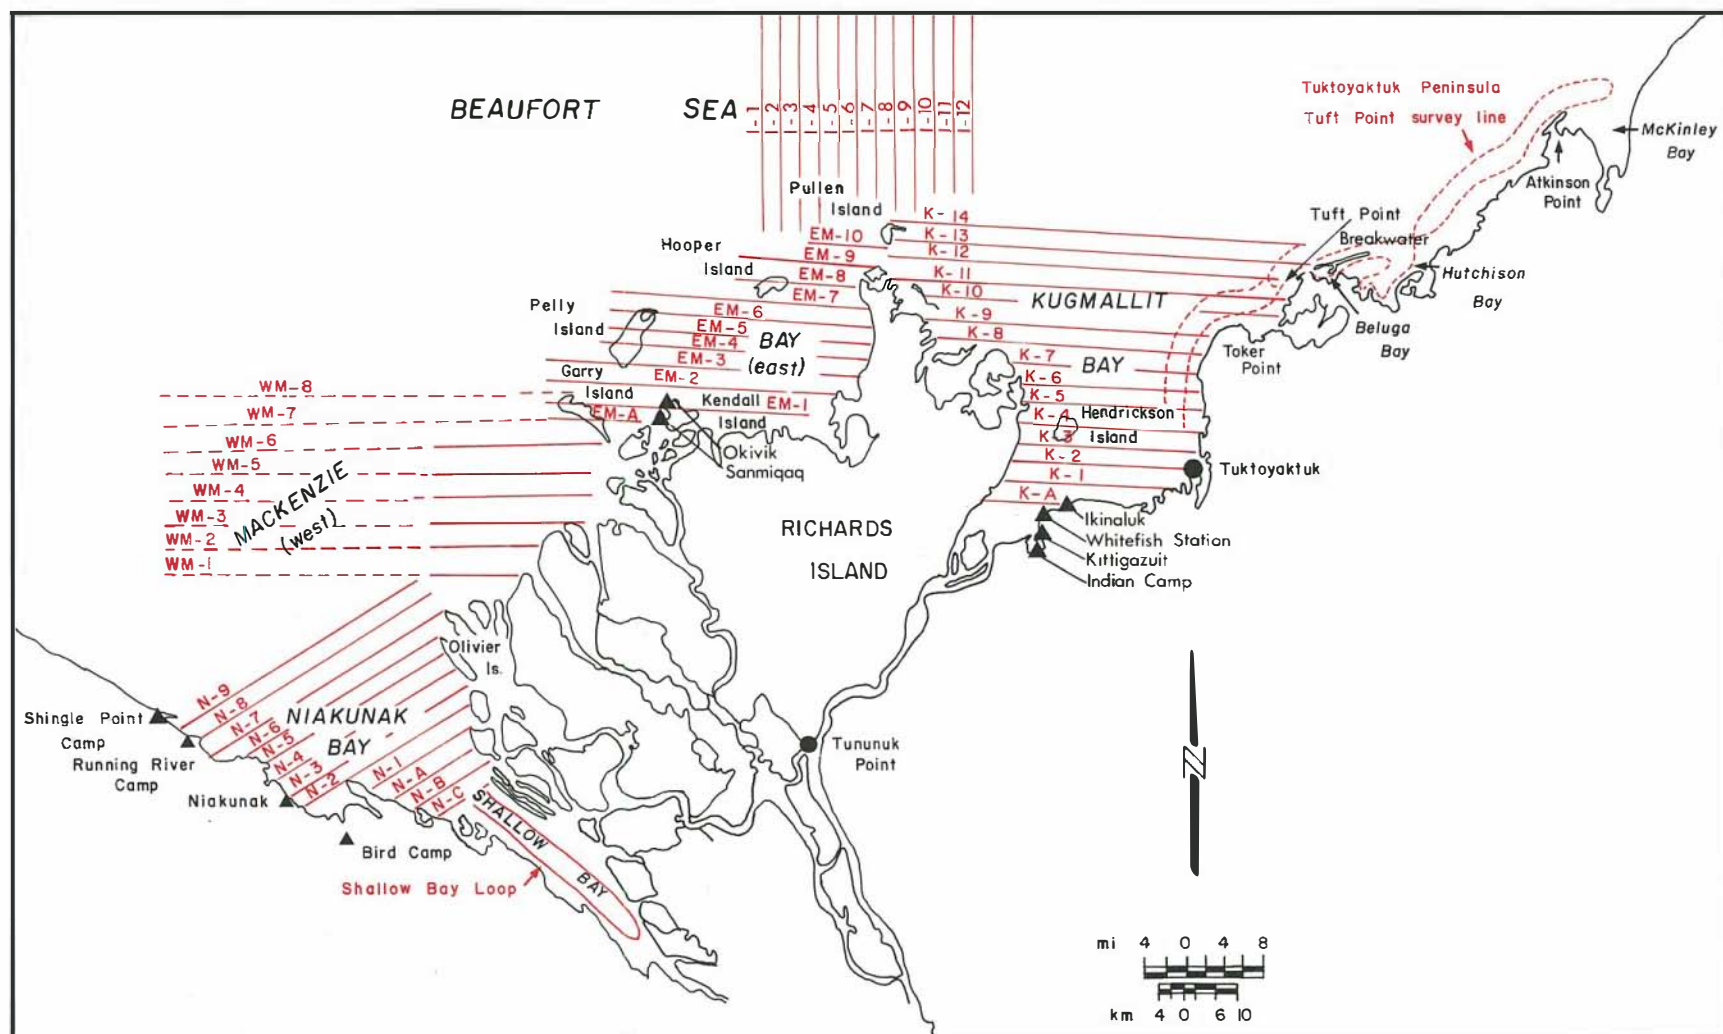 BEAUFORT SEA
I-1
I-2
I-3
I-4
I-5
I-6
I-7
I-8
I-9
I-10
I-11
I-12
Tuktoyaktuk Peninsula
Tuft Point survey line
McKinley
Bay
Atkinson
Point
Tuft Point
Breakwater
Hutchison
Bay
Beluga
Bay
Toker
Point
Pullen
Island
Hooper
Island
Pelly
Island
Garry
Island
Kendall
Island
EM-10
EM-9
EM-8
EM-7
EM-6
EM-5
EM-4
EM-3
EM-2
EM-1
EM-A
BAY
(east)
K-14
K-13
K-12
K-11
K-10
K-9
K-8
K-7
K-6
K-5
K-4
K-3
K-2
K-1
K-A
KUGMALLIT
BAY
Hendrickson
Island
Tuktoyaktuk
Okivik
Sanmiqaq
Ikinaluk
Whitefish Station
Kittigazuit
Indian Camp
RICHARDS
ISLAND
WM-8
WM-7
WM-6
WM-5
WM-4
WM-3
WM-2
WM-1
MACKENZIE
(west)
Olivier
Is.
N-9
N-8
N-7
N-6
N-5
N-4
N-3
N-2
N-1
N-A
N-B
N-C
NIAKUNAK
BAY
Shingle Point
Camp
Running River
Camp
Niakunak
Bird Camp
SHALLOW
BAY
Shallow Bay Loop
Tununuk
Point
N
mi 4 0 4 8
km 4 0 6 10